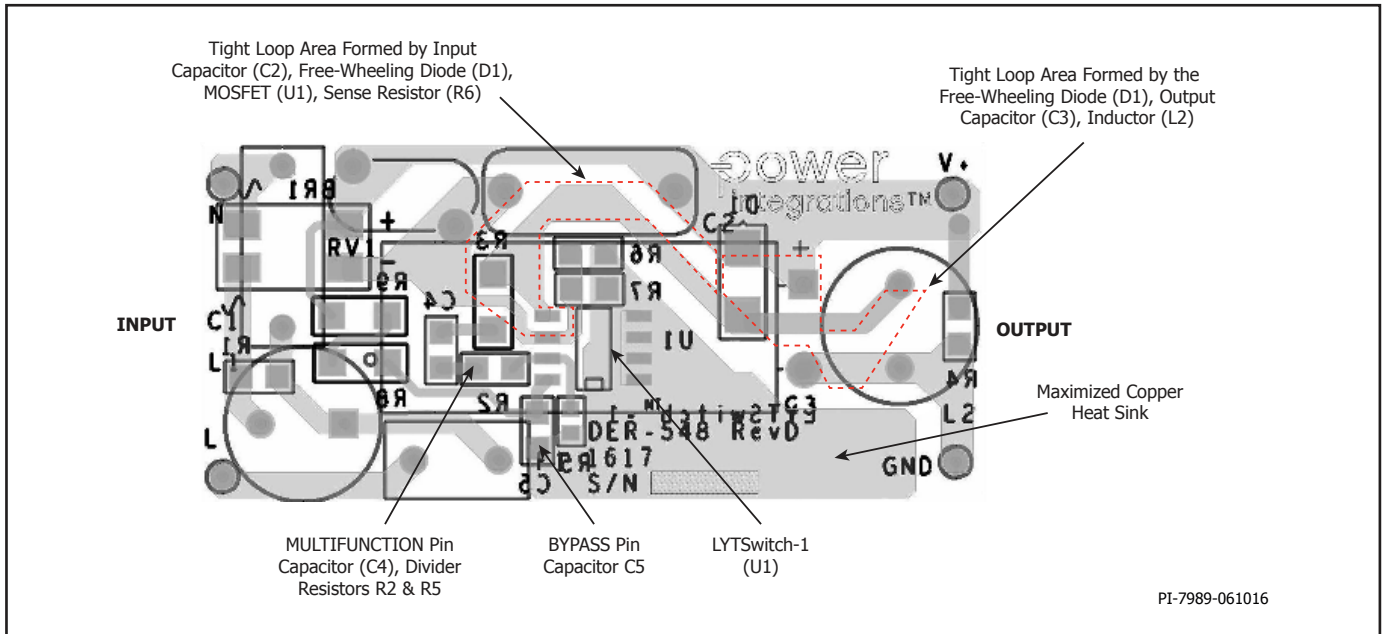 Tight Loop Area Formed by Input
Capacitor (C2), Free-Wheeling Diode (D1),
MOSFET (U1), Sense Resistor (R6)
Tight Loop Area Formed by the
Free-Wheeling Diode (D1), Output
Capacitor (C3), Inductor (L2)
power
integrations™
V+
BR1
N
+
RV1
-
R3
C2
D1
+
R6
R9
R7
C4
INPUT
C1
U1
OUTPUT
R1
L1
R4
R8
R2
C3
LYTSwitch™-1
L2
Maximized Copper
Heat Sink
DER-548 RevD
L
R5
1617
GND
C5
S/N
MULTIFUNCTION Pin
Capacitor (C4), Divider
Resistors R2 & R5
BYPASS Pin
Capacitor C5
LYTSwitch-1
(U1)
PI-7989-061016